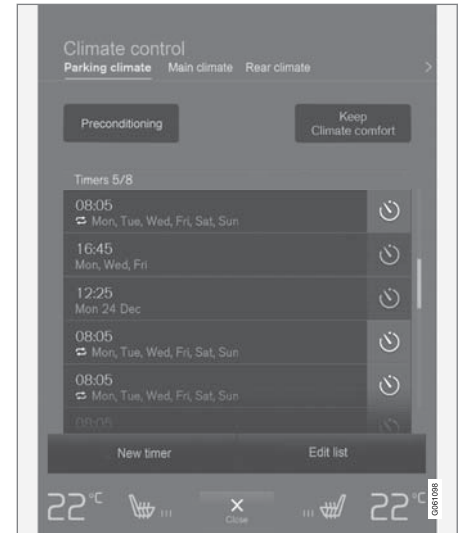 Climate control
Parking climate Main climate Rear climate
Preconditioning
Keep
Climate comfort
Timers 5/8
08:05
Mon, Tue, Wed, Fri, Sat, Sun
16:45
Mon, Wed, Fri
12:25
Mon 24 Dec
08:05
Mon, Tue, Wed, Fri, Sat, Sun
08:05
Mon, Tue, Wed, Fri, Sat, Sun
08:05
New timer Edit list
22°C 22°C
Close
G061098